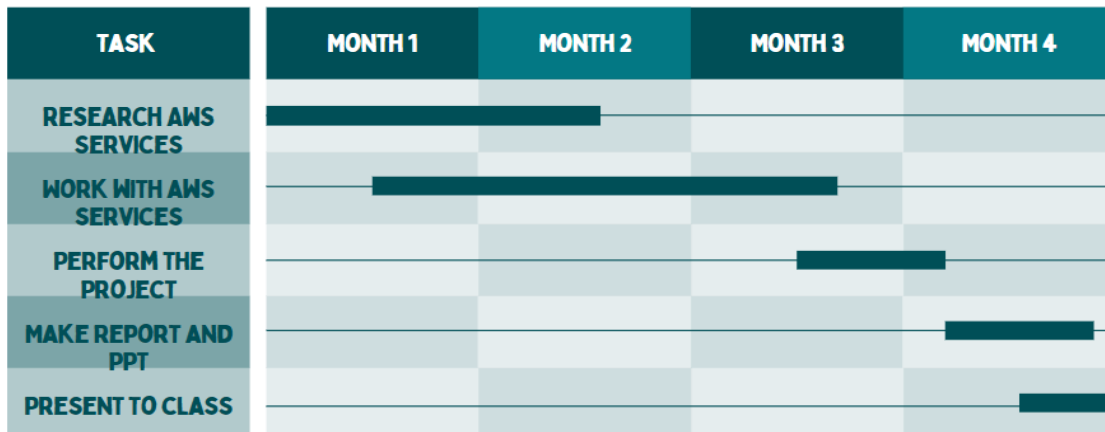 TASK MONTH 1 MONTH 2 MONTH 3 MONTH 4
RESEARCH AWS
SERVICES
WORK WITH AWS
SERVICES
PERFORM THE
PROJECT
MAKE REPORT AND
PPT
PRESENT TO CLASS